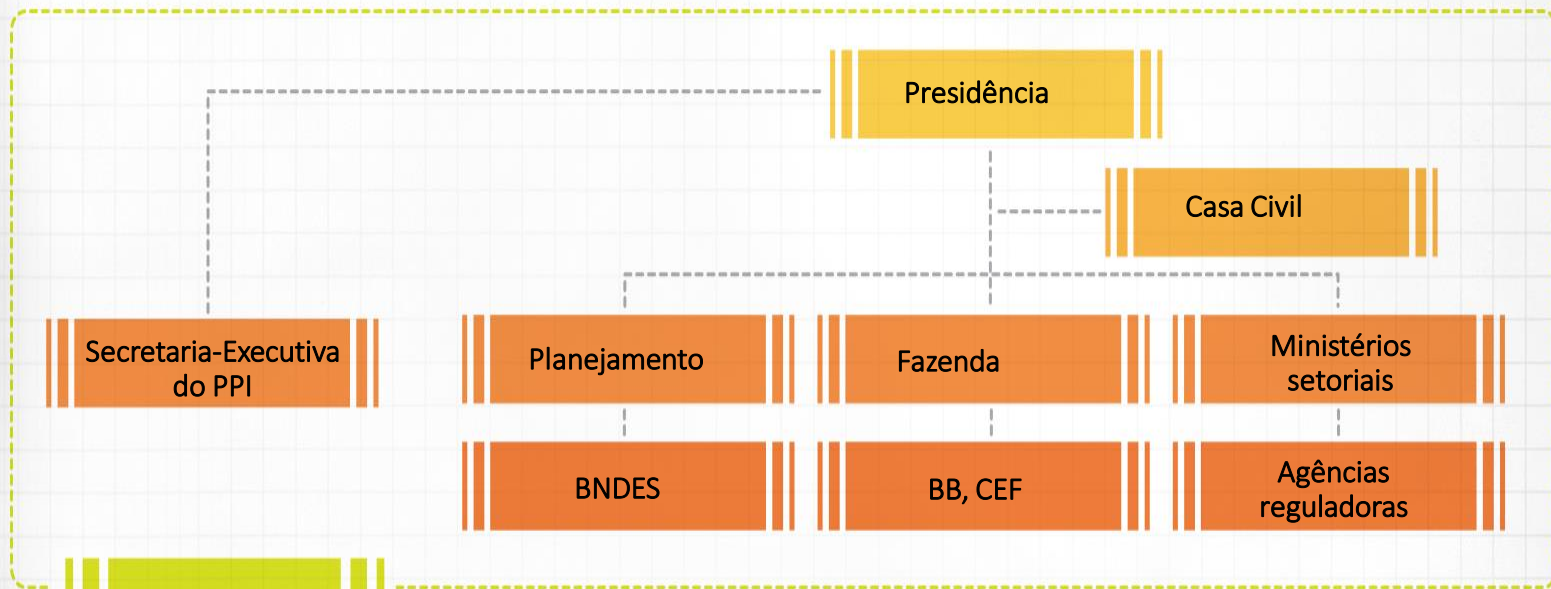 Presidência
Casa Civil
Secretaria-Executiva
do PPI
Planejamento
Fazenda
Ministérios
setoriais
BNDES
BB, CEF
Agências
reguladoras